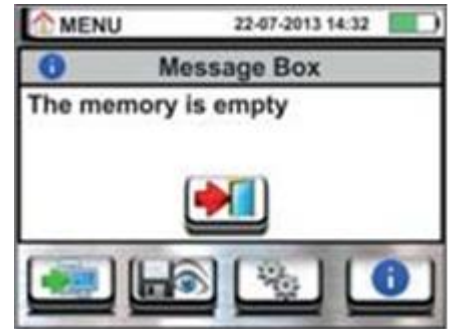 MENU 22-07-2013 14:32
Message Box
The memory is empty